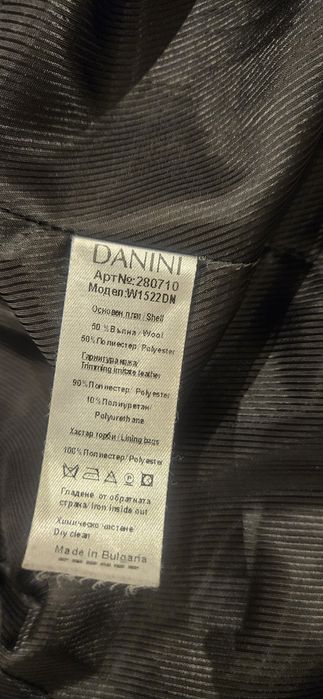 DANINI
Арт№:280710
Модел:W1522DN
Основен плат/Shell
50 % Вълна / Wool
50% Полиестер/ Polyester
Гарнитура кожа/
Trimming imitate leather
90% Полиестер/ Polyester
10 % Полиуретан/
Polyurethane
Хастар торби / Lining bags
100% Полиестер/ Polyester
Гладене от обратната
страна/ Iron inside out
Химическо чистене
Dry clean
Made in Bulgaria